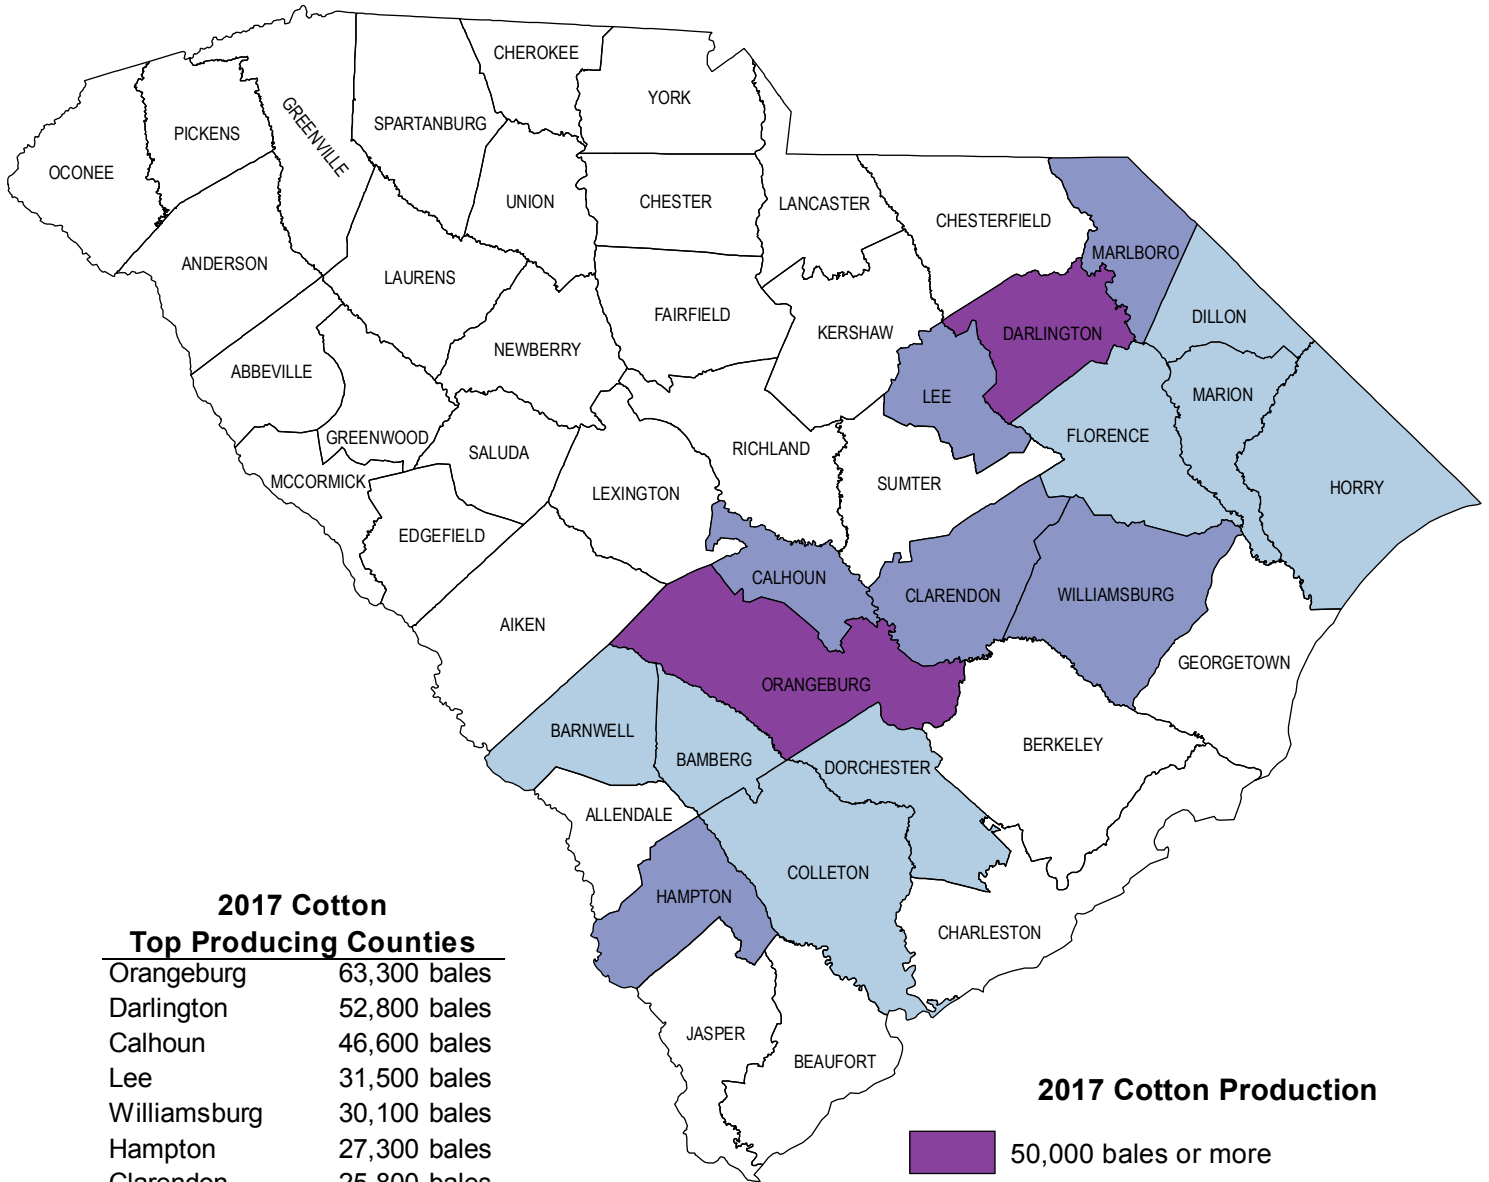 CHEROKEE
YORK
GREENVILLE
SPARTANBURG
PICKENS
OCONEE
UNION
CHESTER
LANCASTER
CHESTERFIELD
MARLBORO
ANDERSON
LAURENS
FAIRFIELD
KERSHAW
DARLINGTON
DILLON
NEWBERRY
ABBEVILLE
LEE
MARION
GREENWOOD
SALUDA
RICHLAND
FLORENCE
MCCORMICK
LEXINGTON
SUMTER
HORRY
EDGEFIELD
CALHOUN
CLARENDON
WILLIAMSBURG
AIKEN
GEORGETOWN
ORANGEBURG
BARNWELL
BAMBERG
DORCHESTER
BERKELEY
ALLENDALE
COLLETON
HAMPTON
CHARLESTON
JASPER
BEAUFORT
2017 Cotton
Top Producing Counties
Orangeburg 63,300 bales
Darlington 52,800 bales
Calhoun 46,600 bales
Lee 31,500 bales
Williamsburg 30,100 bales
Hampton 27,300 bales
Clarendon 25,800 bales
2017 Cotton Production
50,000 bales or more